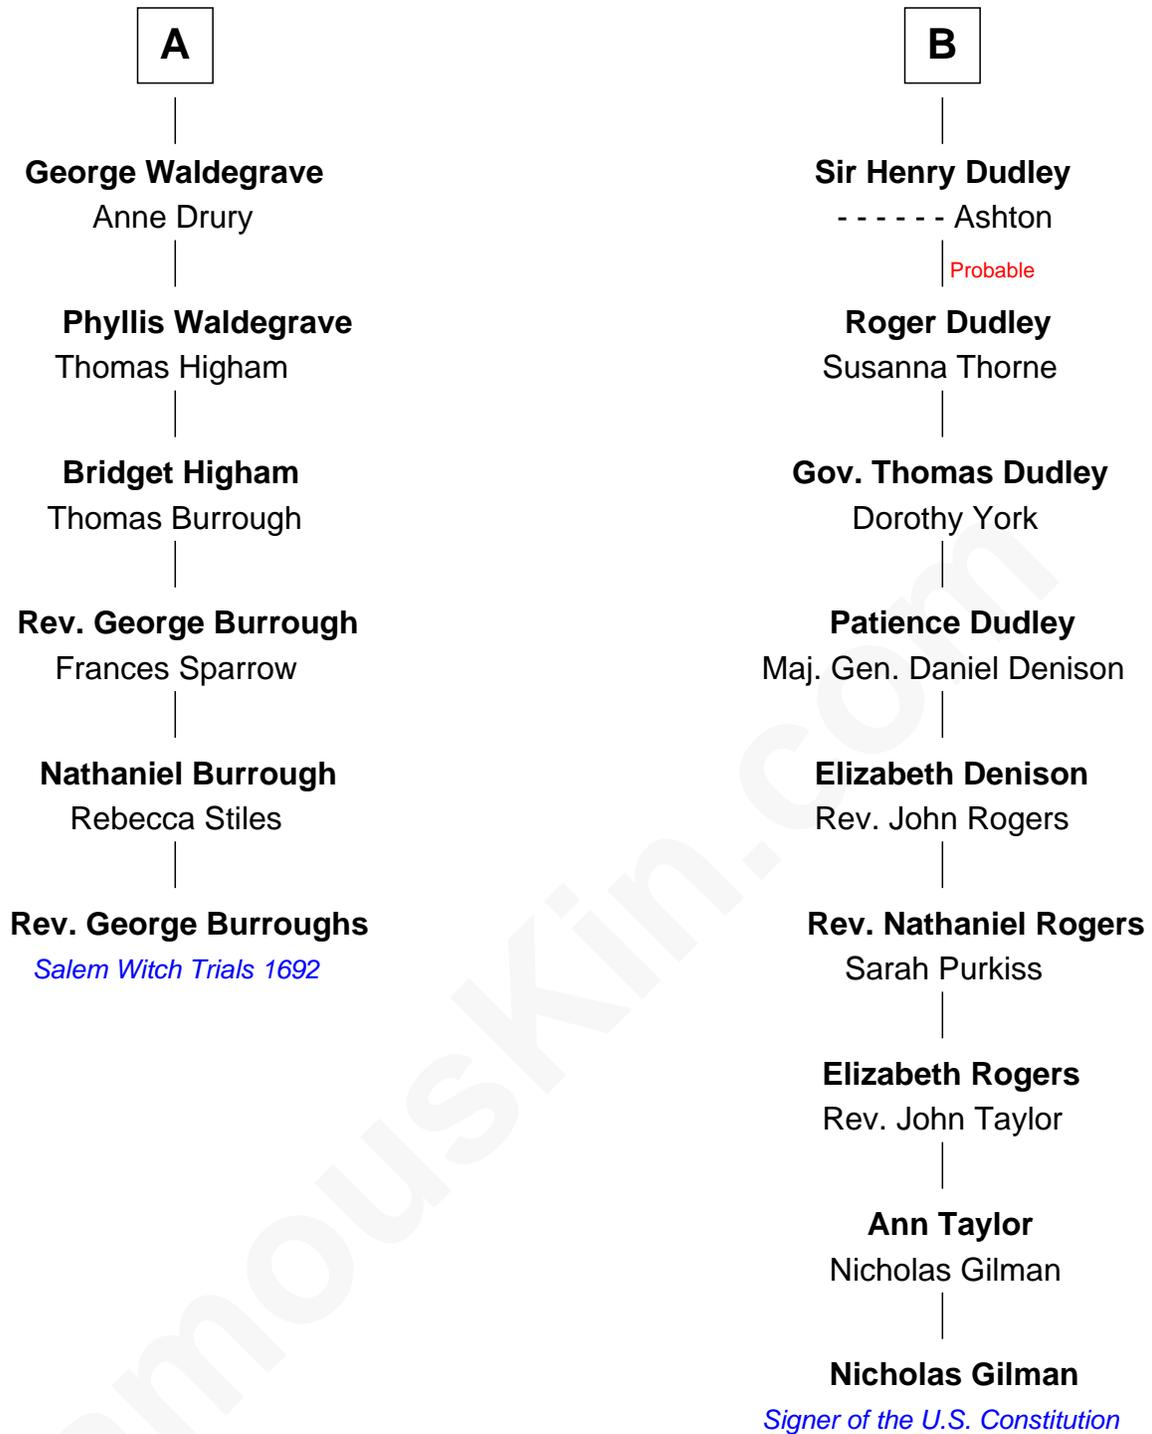 A
George Waldegrave
Anne Drury
Phyllis Waldegrave
Thomas Higham
Bridget Higham
Thomas Burrough
Rev. George Burrough
Frances Sparrow
Nathaniel Burrough
Rebecca Stiles
Rev. George Burroughs
Salem Witch Trials 1692
B
Sir Henry Dudley
- - - - - - Ashton
Probable
Roger Dudley
Susanna Thorne
Gov. Thomas Dudley
Dorothy York
Patience Dudley
Maj. Gen. Daniel Denison
Elizabeth Denison
Rev. John Rogers
Rev. Nathaniel Rogers
Sarah Purkiss
Elizabeth Rogers
Rev. John Taylor
Ann Taylor
Nicholas Gilman
Nicholas Gilman
Signer of the U.S. Constitution
amousKin.com